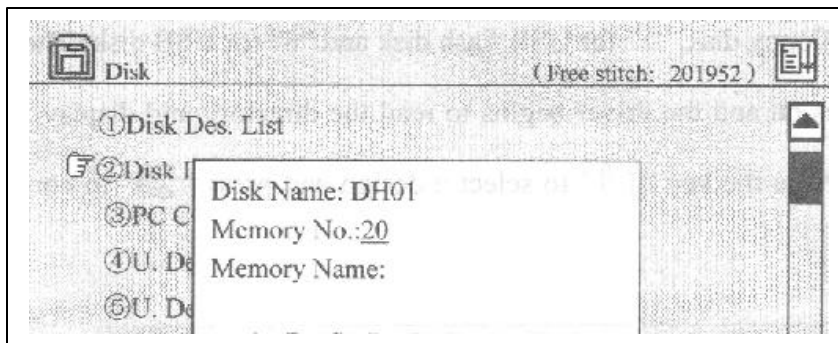 Disk
(Free stitch: 201952)
①Disk Des. List
②Disk
③PC
④U. De
⑤U. De
Disk Name: DH01
Memory No.:20
Memory Name: